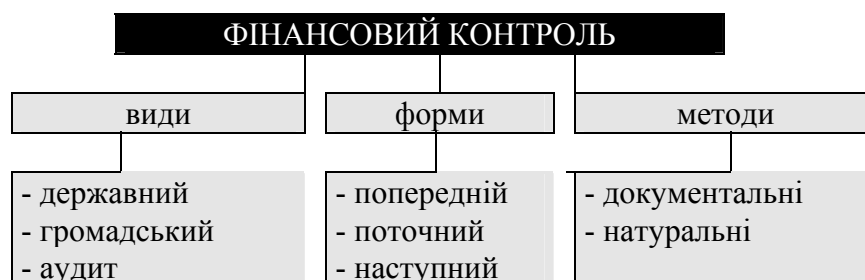 ФІНАНСОВИЙ КОНТРОЛЬ
види
форми
методи
- державний
- громадський
- аудит
- попередній
- поточний
- наступний
- документальні
- натуральні